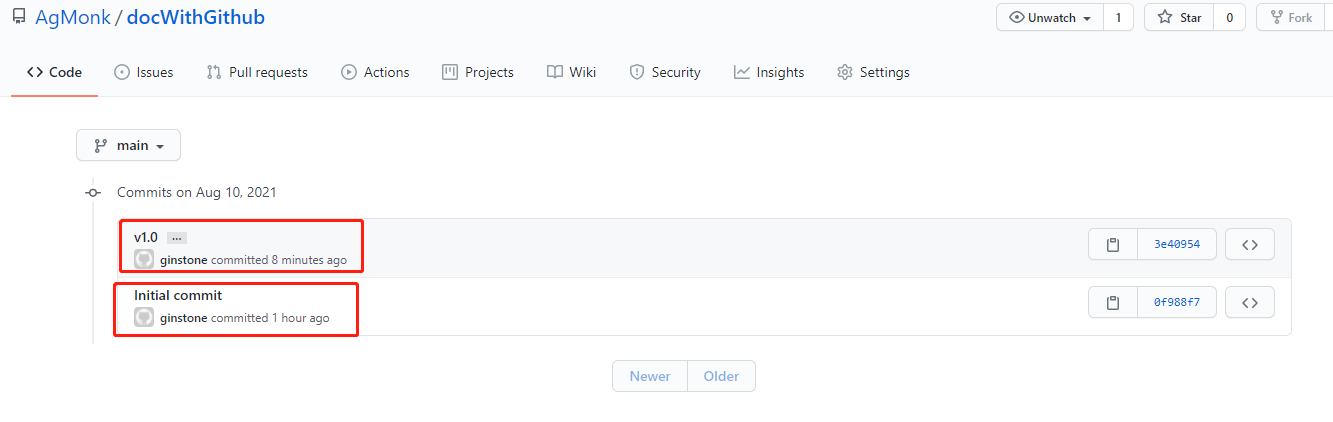 AgMonk / docWithGithub
Unwatch 1
Star 0
Fork
Code Issues Pull requests Actions Projects Wiki Security Insights Settings
main
Commits on Aug 10, 2021
v1.0 ...
ginstone committed 8 minutes ago
3e40954
Initial commit
ginstone committed 1 hour ago
0f988f7
Newer Older